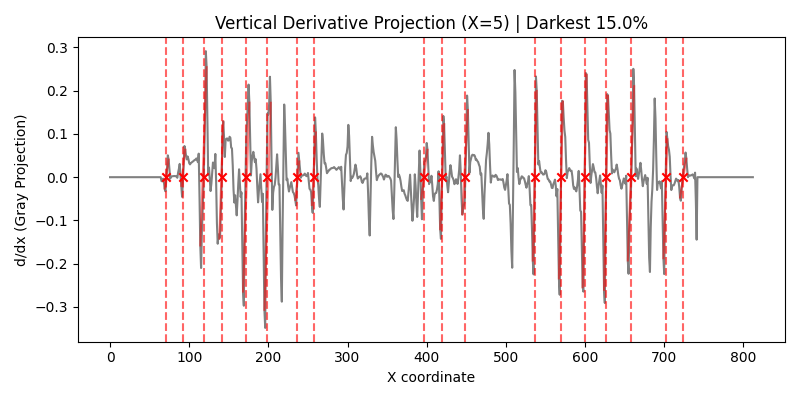 Vertical Derivative Projection (X=5) | Darkest 15.0%
0.3
0.2
0.1
0.0
−0.1
−0.2
−0.3
d/dx (Gray Projection)
0 100 200 300 400 500 600 700 800
X coordinate